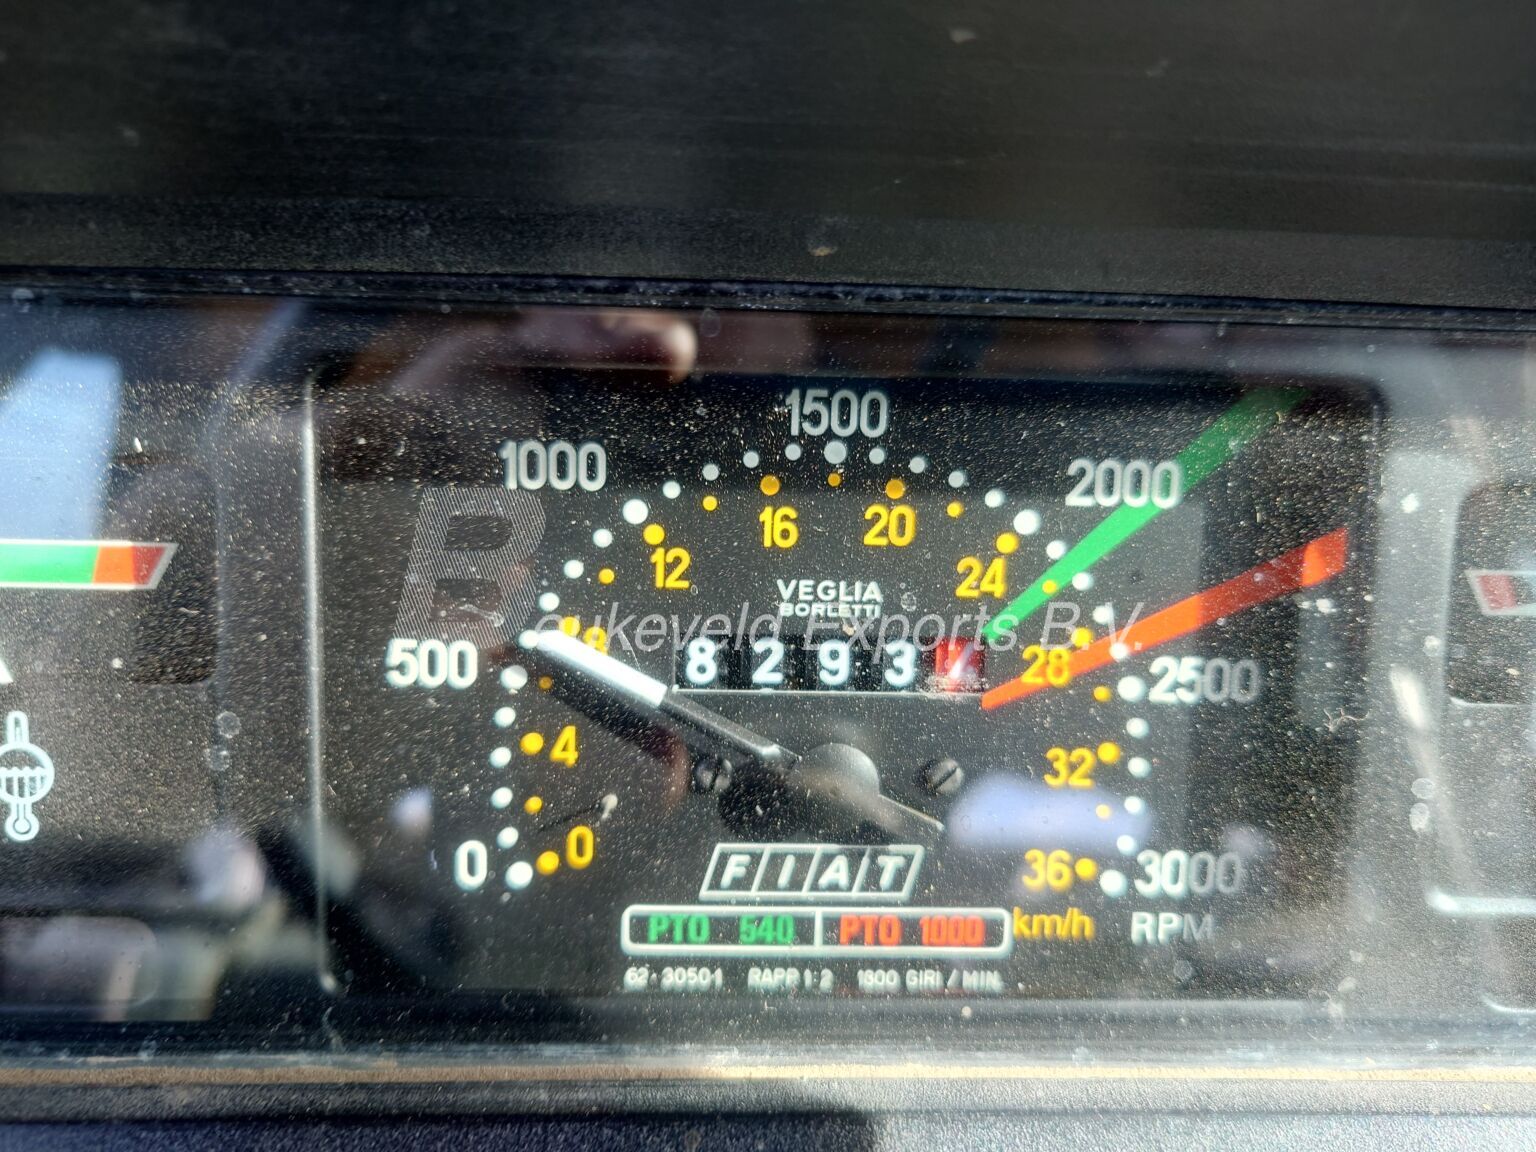 1500
1000
2000
16
20
12
24
VEGLIA
BORLETTI
B
Beukeveld Exports B.V.
8
500
8 2 9 3
28
2500
4
32
0
0
FIAT
36
3000
PTO 540 PTO 1000
km/h
RPM
62-30501 RAPP 1:2 1800 GIRI / MIN.